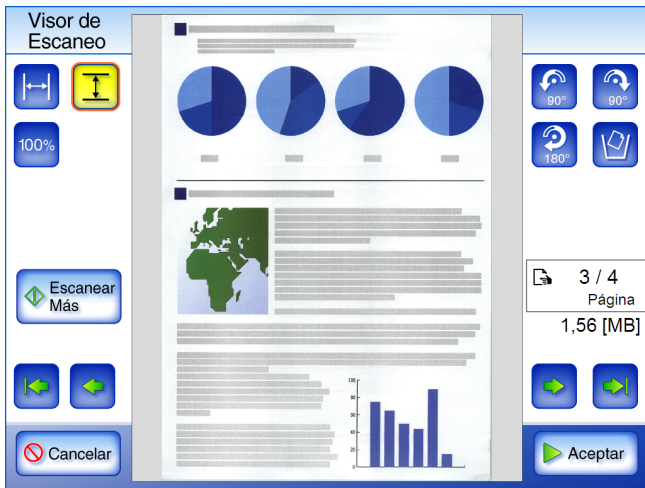 Visor de
Escaneo
100%
90°
90°
180°
Escanear
Más
3 / 4
Página
1,56 [MB]
100
80
60
40
20
0
Cancelar
Aceptar